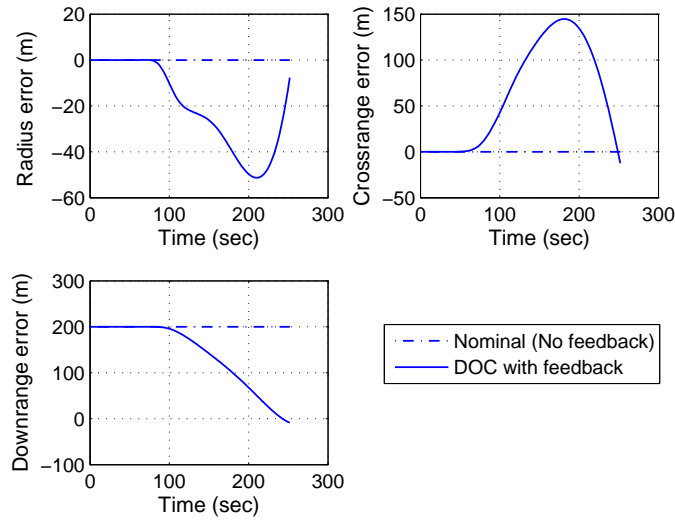 20
0
−20
−40
−60
0 100 200 300
Time (sec)
Radius error (m)
150
100
50
0
−50
0 100 200 300
Time (sec)
Crossrange error (m)
300
200
100
0
−100
0 100 200 300
Time (sec)
Downrange error (m)
Nominal (No feedback)
DOC with feedback